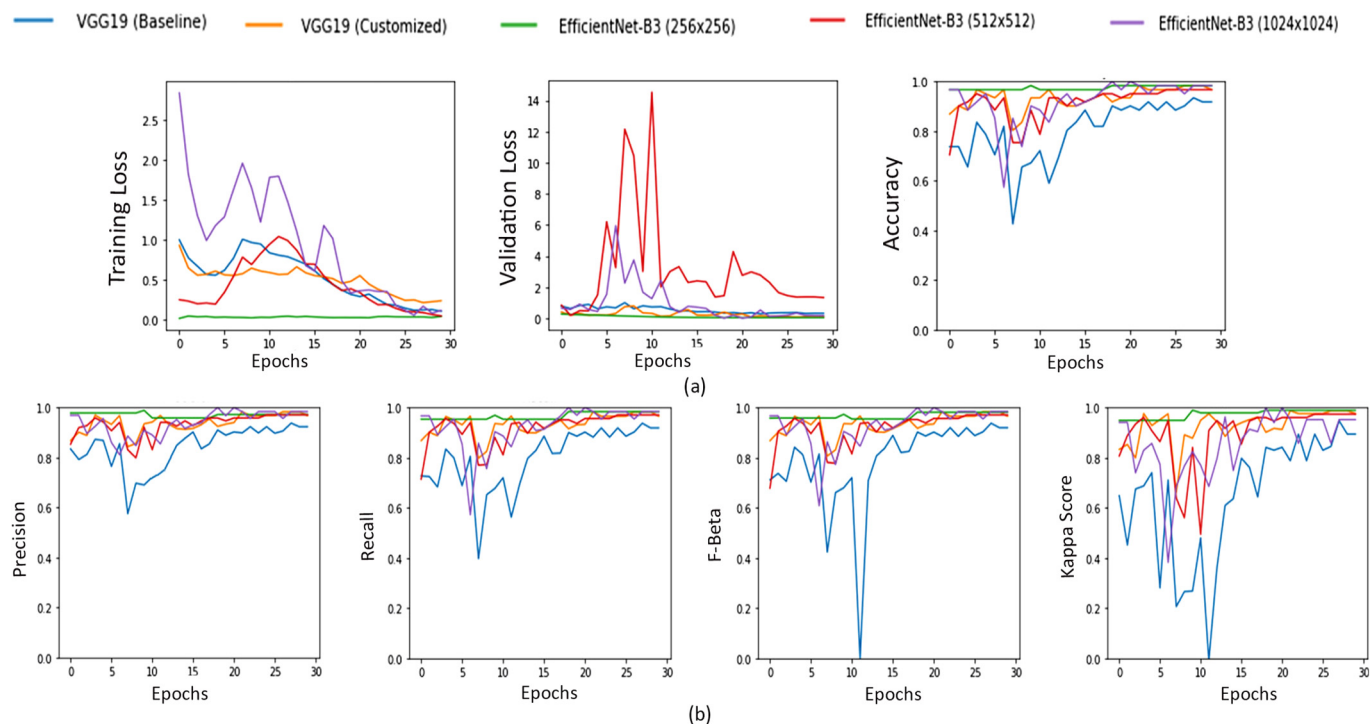 VGG19 (Baseline) VGG19 (Customized) EfficientNet-B3 (256x256) EfficientNet-B3 (512x512) EfficientNet-B3 (1024x1024)
Training Loss
2.5
2.0
1.5
1.0
0.5
0.0
0 5 10 15 20 25 30
Epochs
Validation Loss
14
12
10
8
6
4
2
0
0 5 10 15 20 25 30
Epochs
Accuracy
1.0
0.8
0.6
0.4
0.2
0.0
0 5 10 15 20 25 30
Epochs
(a)
Precision
1.0
0.8
0.6
0.4
0.2
0.0
0 5 10 15 20 25 30
Epochs
Recall
1.0
0.8
0.6
0.4
0.2
0.0
0 5 10 15 20 25 30
Epochs
F-Beta
1.0
0.8
0.6
0.4
0.2
0.0
0 5 10 15 20 25 30
Epochs
Kappa Score
1.0
0.8
0.6
0.4
0.2
0.0
0 5 10 15 20 25 30
Epochs
(b)